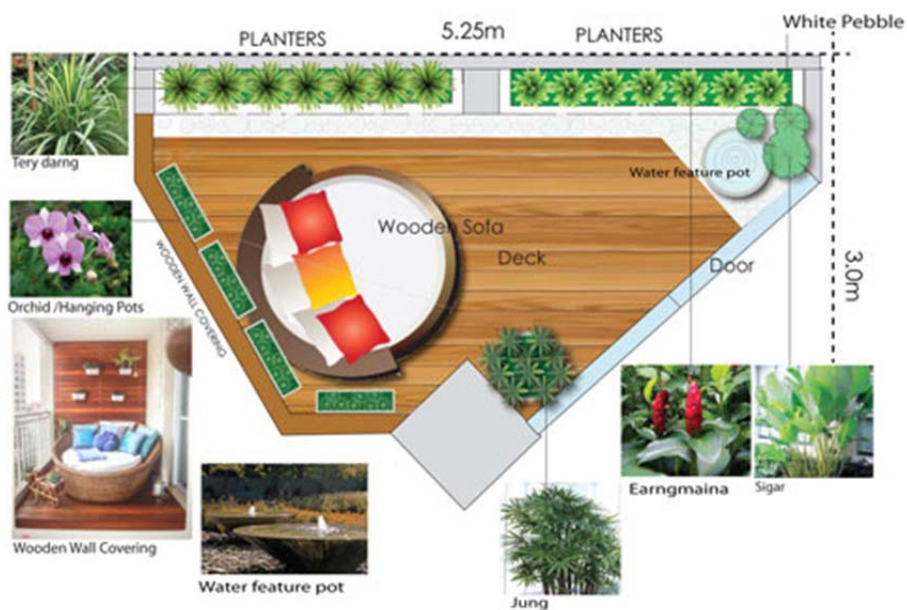 White Pebble
PLANTERS
5.25m
PLANTERS
Tery darng
Water feature pot
Wooden Sofa
Deck
Door
3.0m
Orchid /Hanging Pots
WOODEN WALL COVERING
Earngmaina
Sigar
Wooden Wall Covering
Water feature pot
Jung